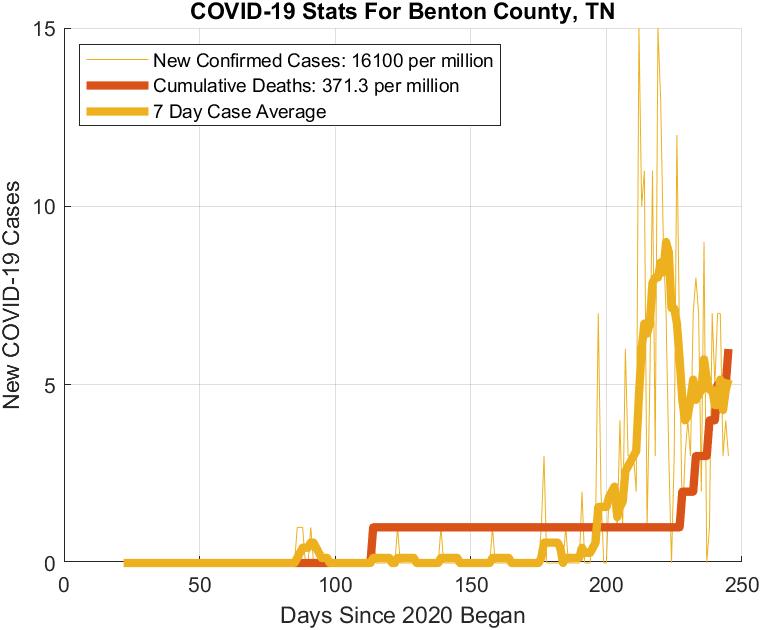 COVID-19 Stats For Benton County, TN
15
New Confirmed Cases: 16100 per million
Cumulative Deaths: 371.3 per million
7 Day Case Average
10
New COVID-19 Cases
5
0
0
50
100
150
200
250
Days Since 2020 Began